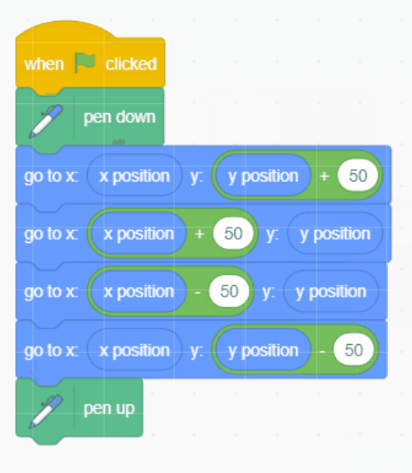 when clicked
pen down
go to x: x position y: y position + 50
go to x: x position + 50 y: y position
go to x: x position - 50 y: y position
go to x: x position y: y position - 50
pen up